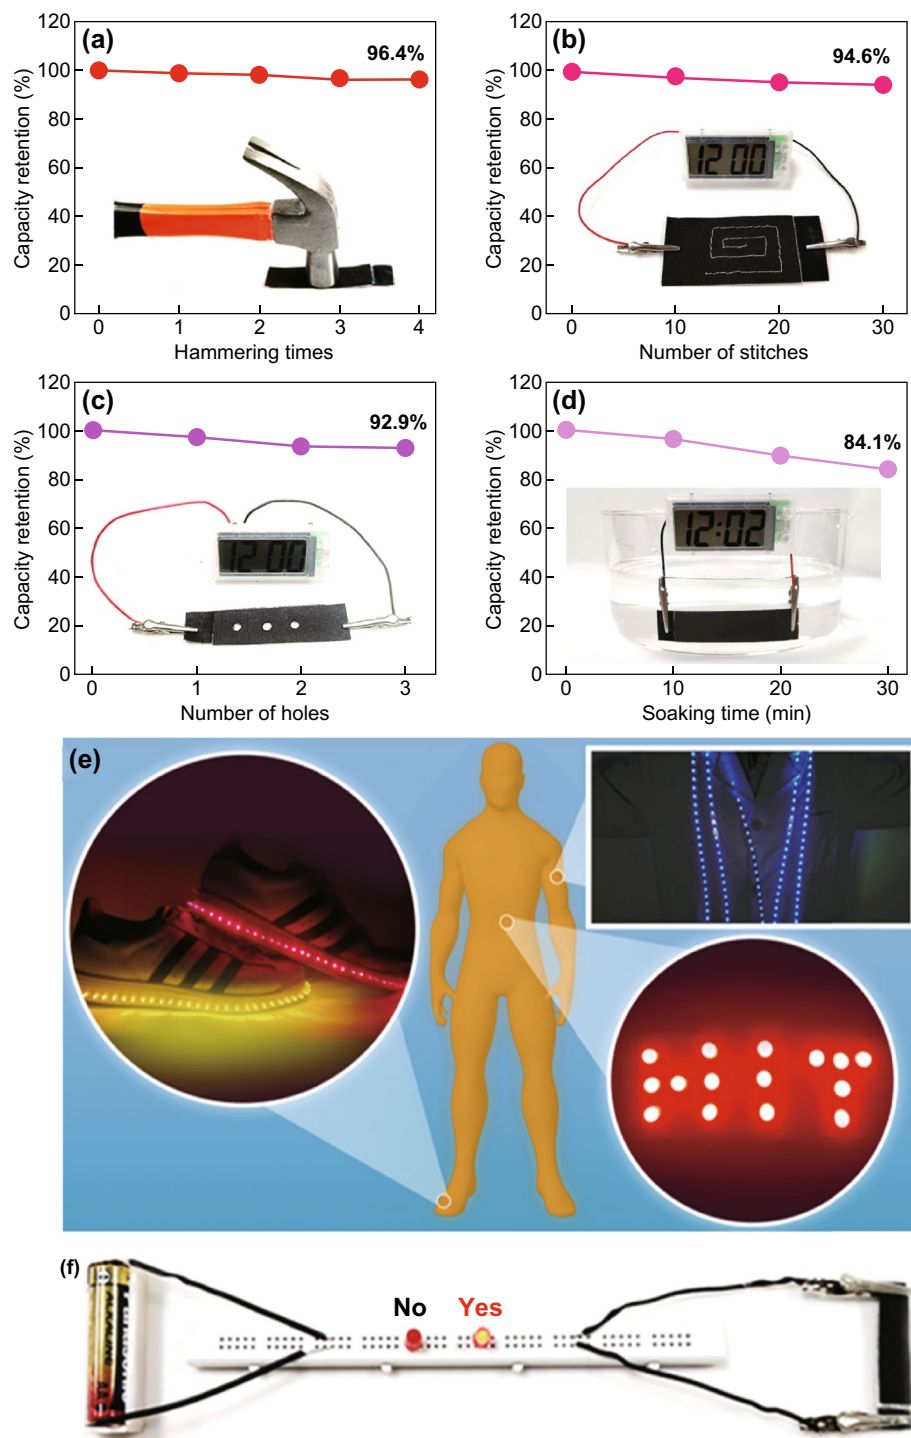 (a)
96.4%
Capacity retention (%)
120
100
80
60
40
20
0
0 1 2 3 4
Hammering times
(b)
94.6%
Capacity retention (%)
120
100
120
80
60
40
20
0
12 00
0 10 20 30
Number of stitches
(c)
92.9%
Capacity retention (%)
120
100
80
60
40
20
0
12 00
0 1 2 3
Number of holes
(d)
84.1%
Capacity retention (%)
120
100
80
60
40
20
0
12:02
0 10 20 30
Soaking time (min)
(e)
HIT
(f)
No Yes
ALKALINE AA